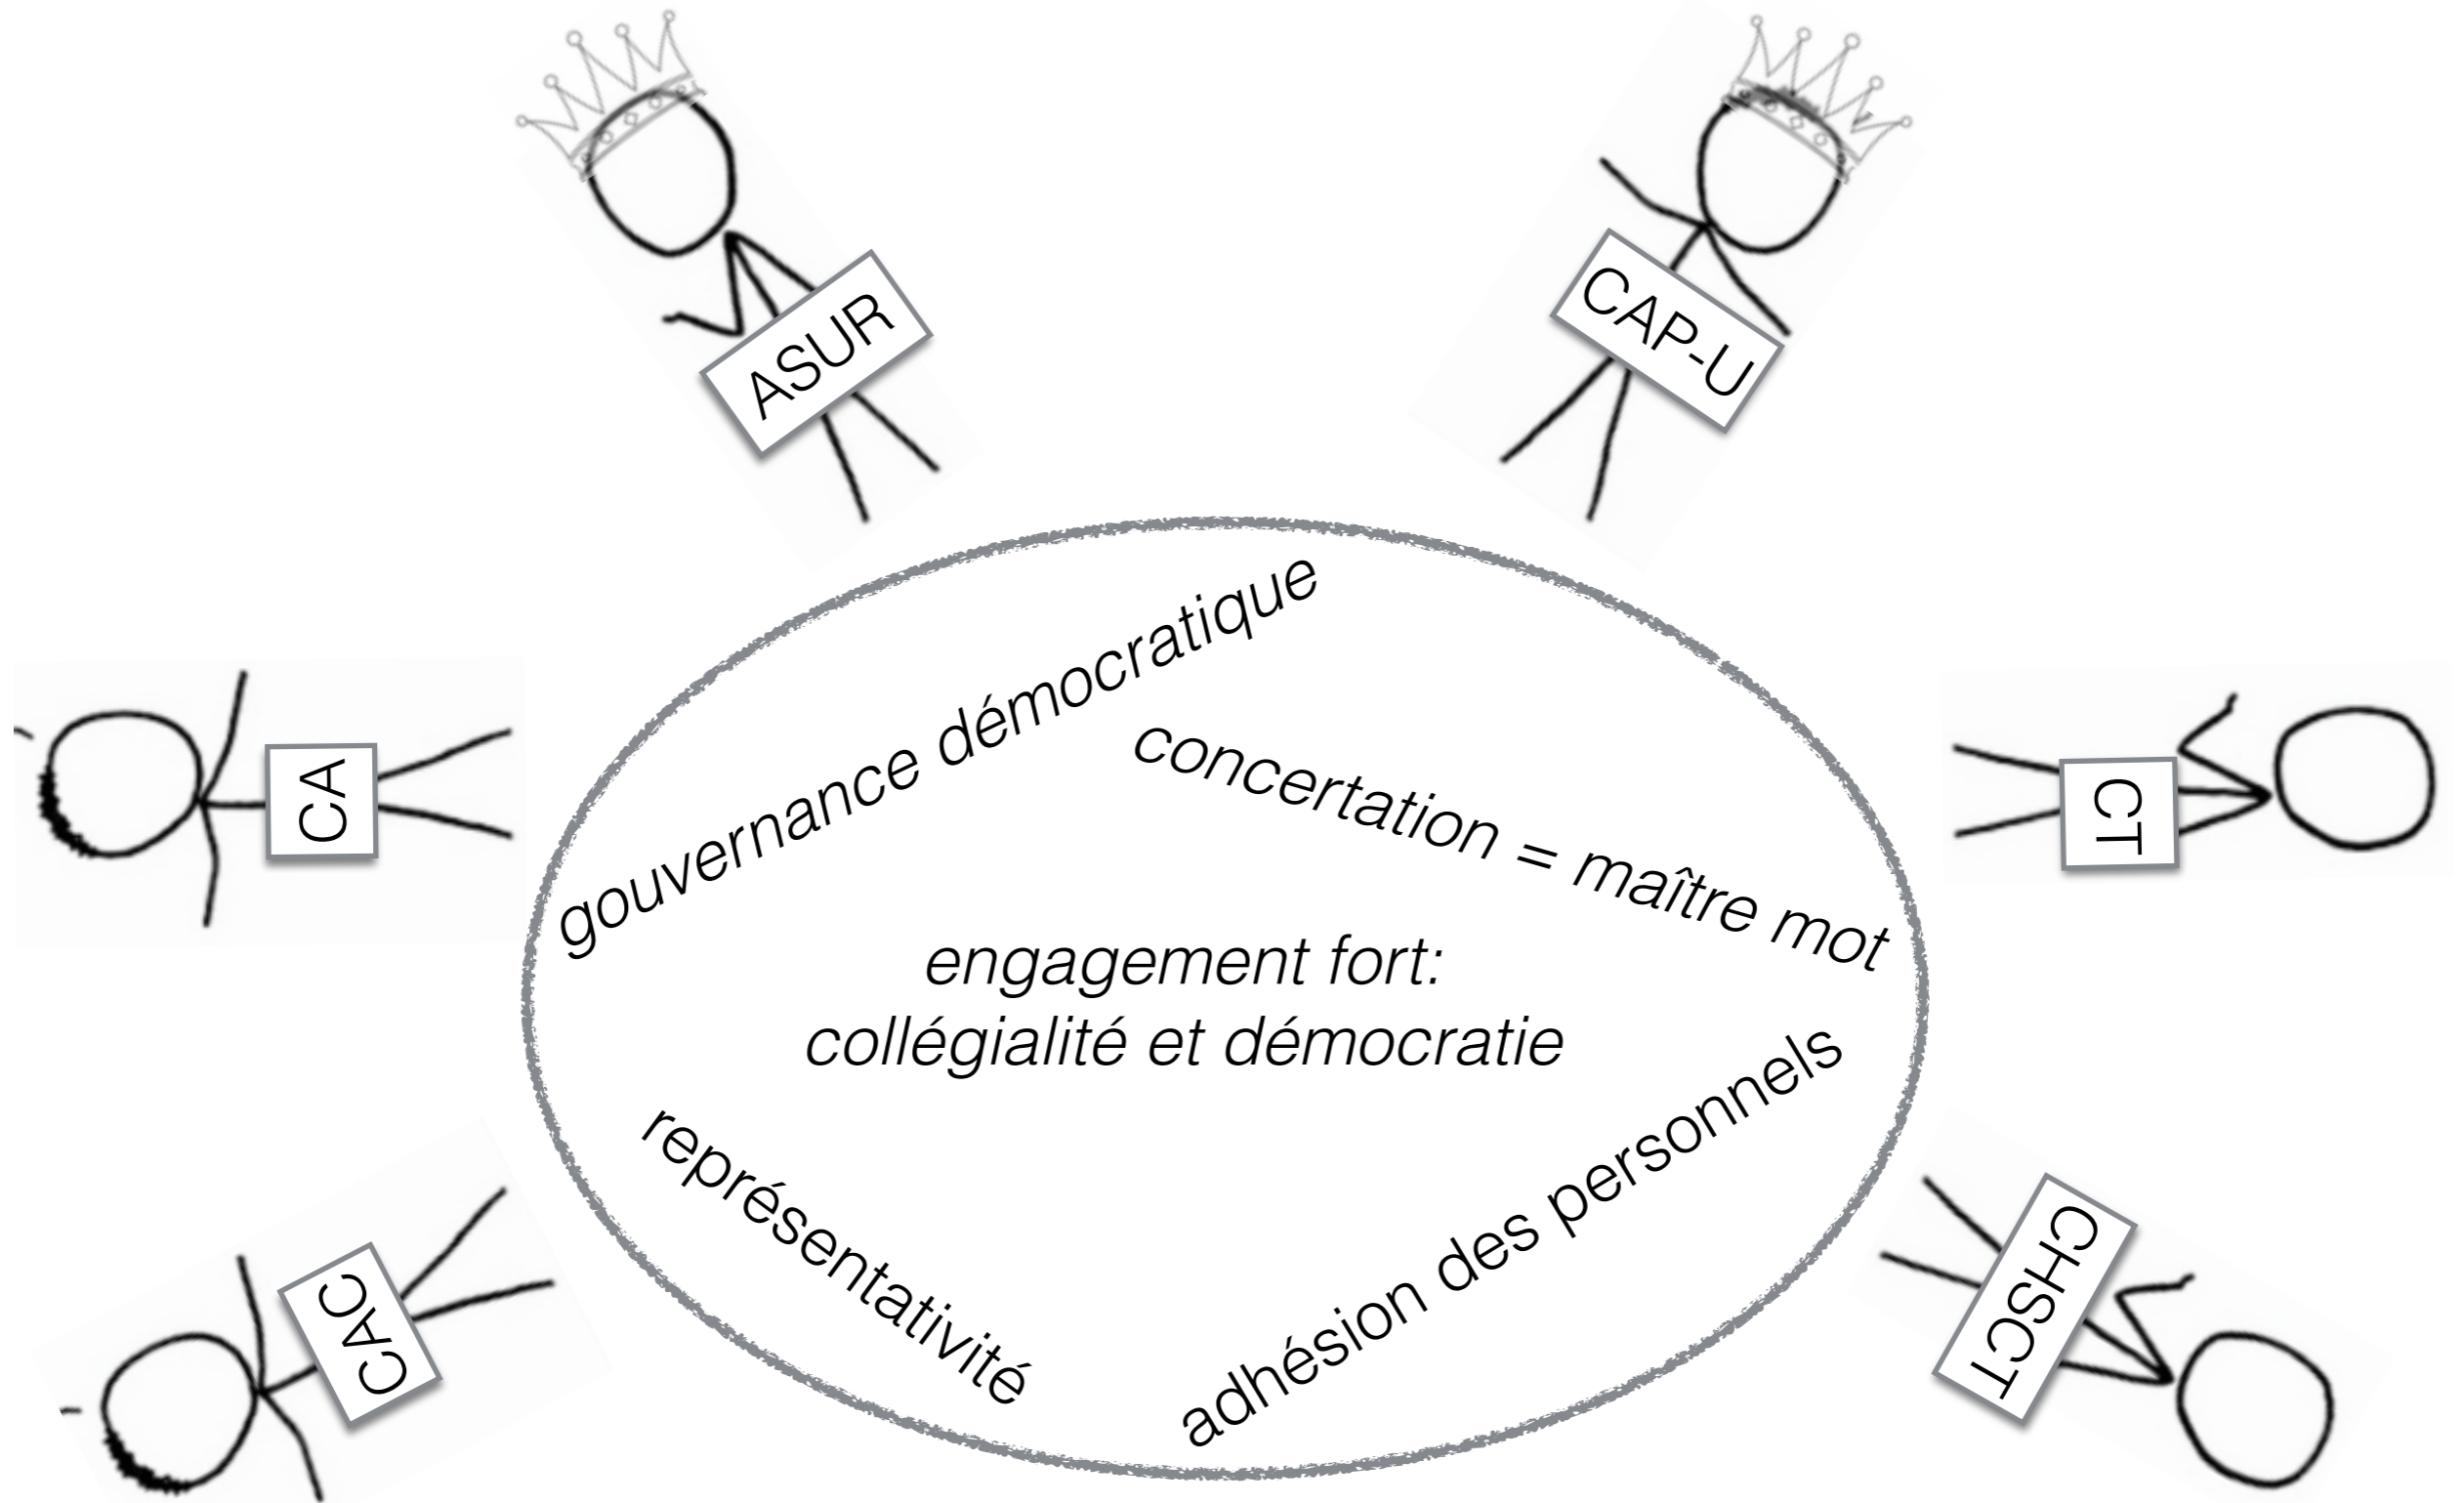 ASUR
CAP-U
gouvernance démocratique
concertation = maître mot
CA
CT
engagement fort:
collégialité et démocratie
représentativité
adhésion des personnels
CAC
CHSCT